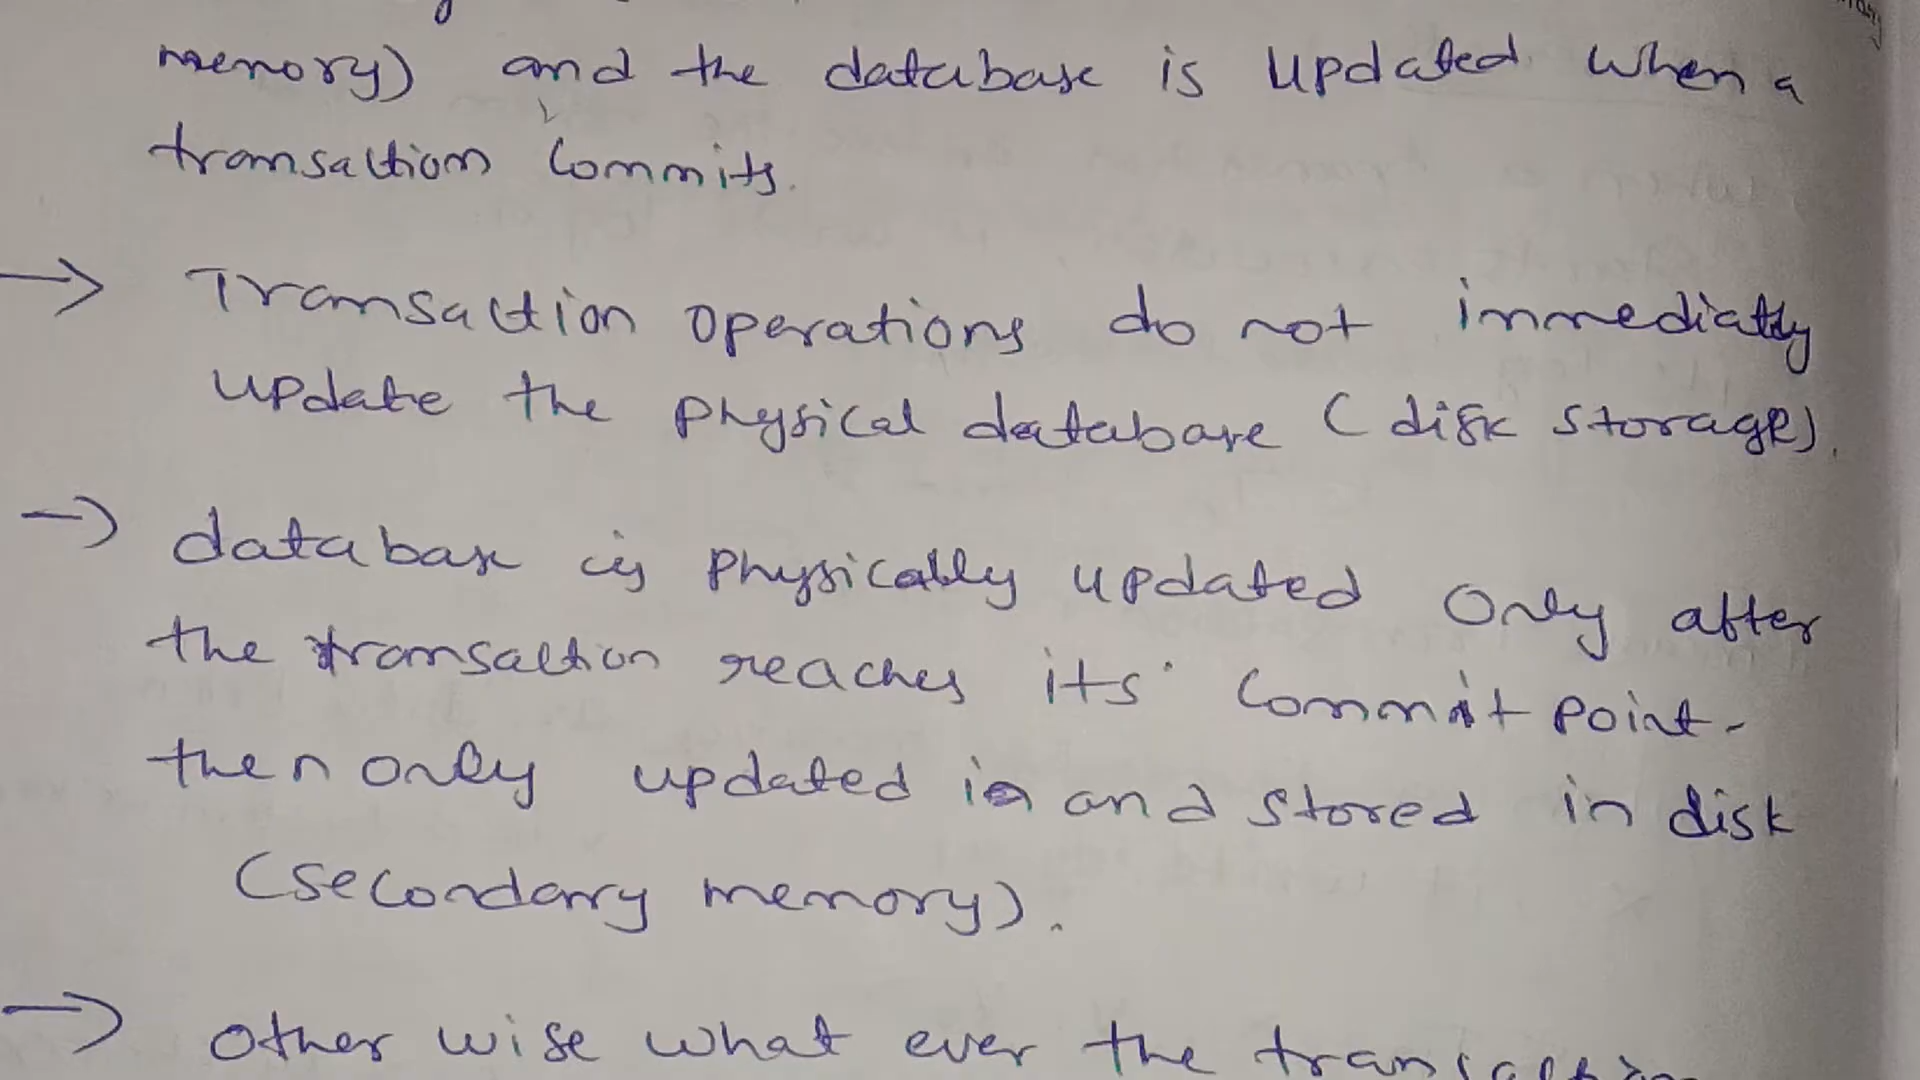 memory) and the database is updated when a
transaction commits.
→ Transaction operations do not immediatly
update the physical database (disk storage).
→ database is physically updated only after
the transaction reaches its commit point-
then only updated in and stored in disk
(secondary memory).
→ other wise what ever the transaction